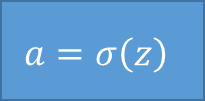 a = σ(z)